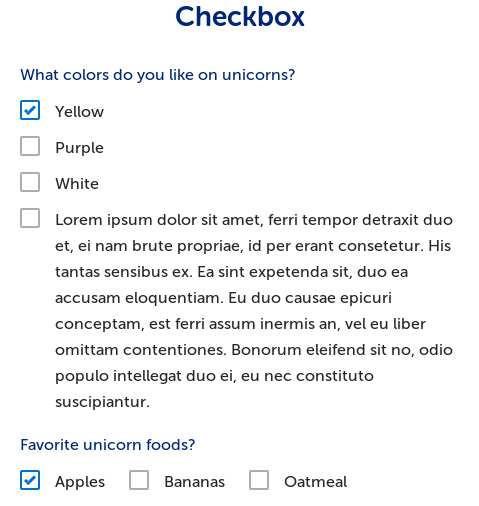 Checkbox
What colors do you like on unicorns?
Yellow
Purple
White
Lorem ipsum dolor sit amet, ferri tempor detraxit duo
et, ei nam brute propriae, id per erant consetetur. His
tantas sensibus ex. Ea sint expetenda sit, duo ea
accusam eloquentiam. Eu duo causae epicuri
conceptam, est ferri assum inermis an, vel eu liber
omittam contentiones. Bonorum eleifend sit no, odio
populo intellegat duo ei, eu nec constituto
suscipiantur.
Favorite unicorn foods?
Apples Bananas Oatmeal